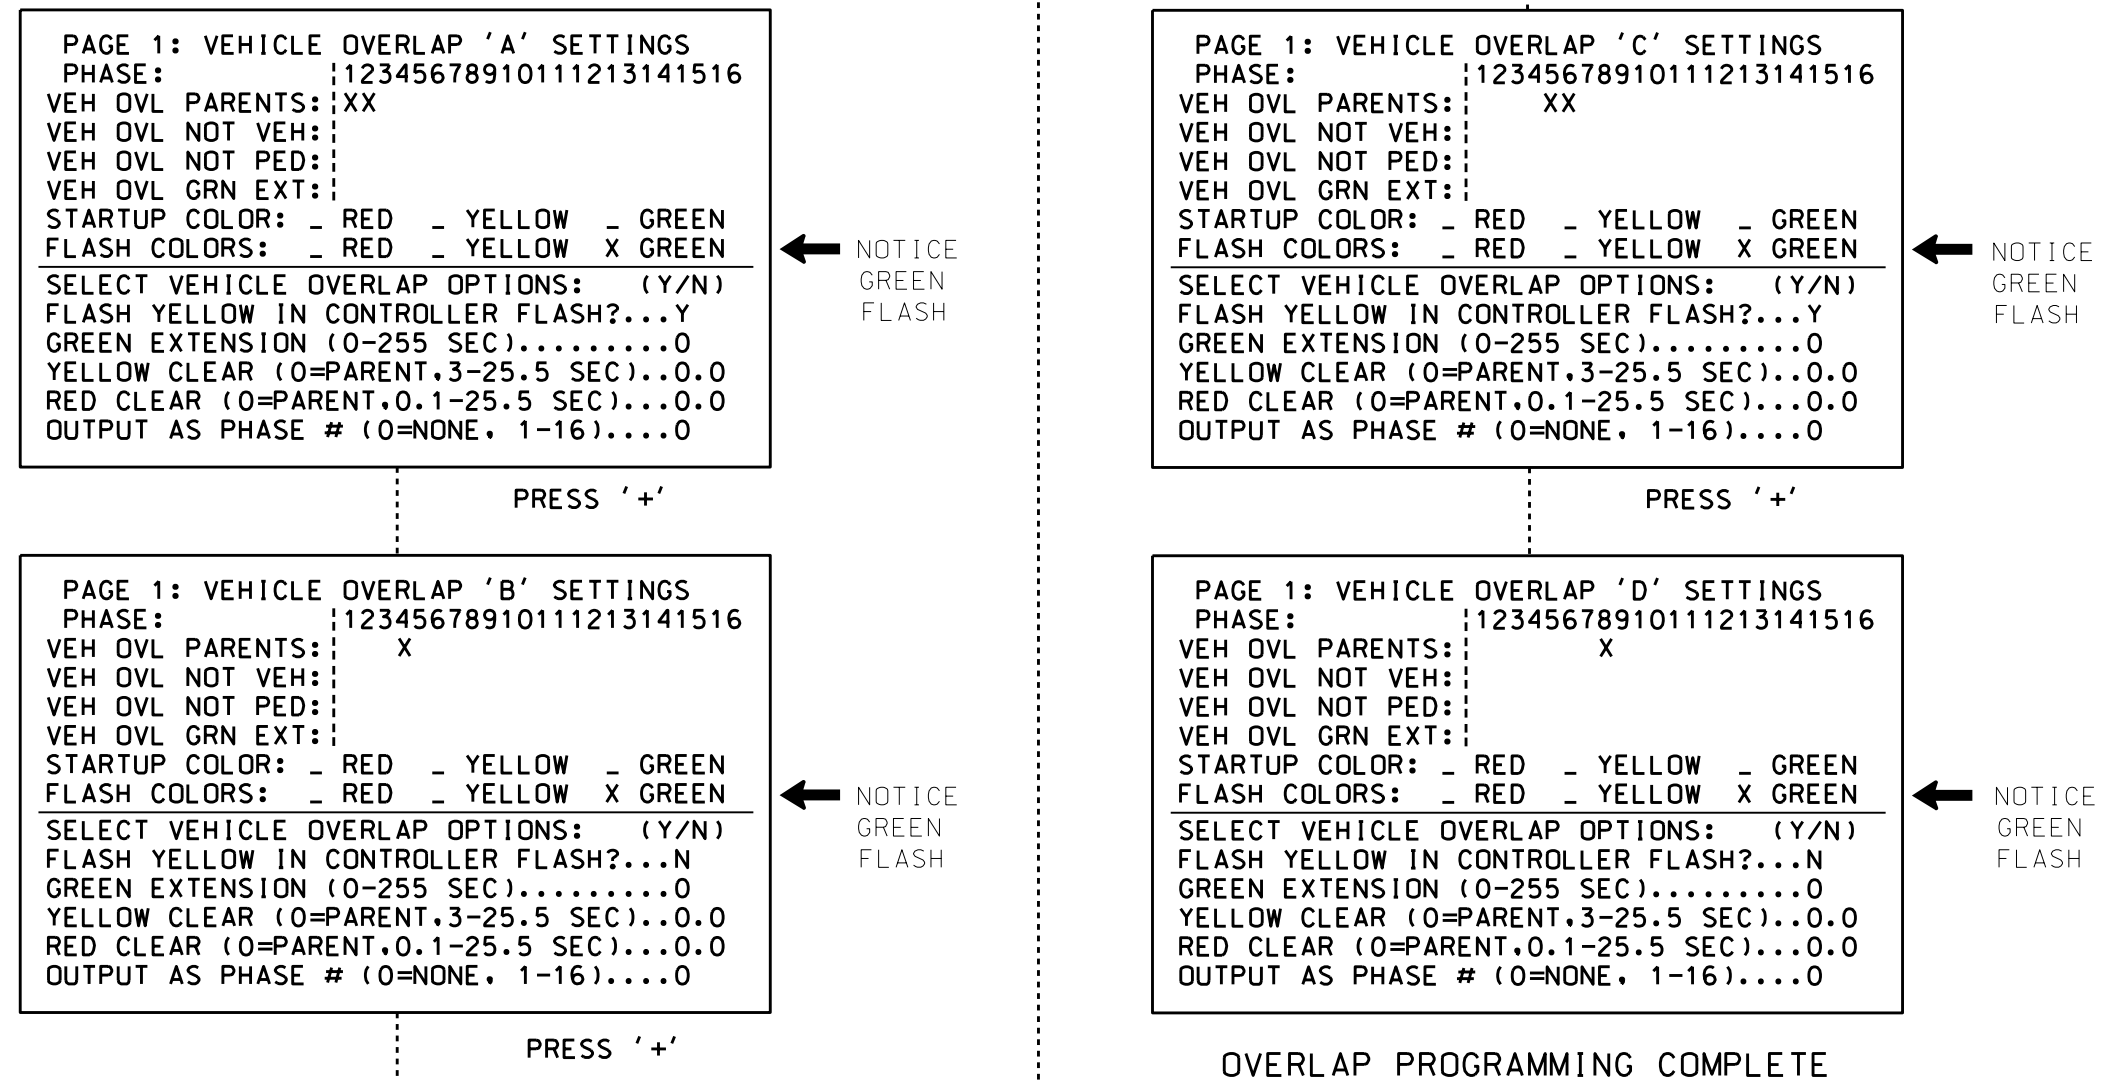 PAGE 1: VEHICLE OVERLAP 'A' SETTINGS
PHASE: 12345678910111213141516
VEH OVL PARENTS: XX
VEH OVL NOT VEH:
VEH OVL NOT PED:
VEH OVL GRN EXT:
STARTUP COLOR: _ RED _ YELLOW _ GREEN
FLASH COLORS: _ RED _ YELLOW X GREEN
SELECT VEHICLE OVERLAP OPTIONS: (Y/N)
FLASH YELLOW IN CONTROLLER FLASH?...Y
GREEN EXTENSION (0-255 SEC).........0
YELLOW CLEAR (0=PARENT,3-25.5 SEC)..0.0
RED CLEAR (0=PARENT,0.1-25.5 SEC)...0.0
OUTPUT AS PHASE # (0=NONE, 1-16)....0
NOTICE
GREEN
FLASH
PRESS '+'
PAGE 1: VEHICLE OVERLAP 'B' SETTINGS
PHASE: 12345678910111213141516
VEH OVL PARENTS: X
VEH OVL NOT VEH:
VEH OVL NOT PED:
VEH OVL GRN EXT:
STARTUP COLOR: _ RED _ YELLOW _ GREEN
FLASH COLORS: _ RED _ YELLOW X GREEN
SELECT VEHICLE OVERLAP OPTIONS: (Y/N)
FLASH YELLOW IN CONTROLLER FLASH?...N
GREEN EXTENSION (0-255 SEC).........0
YELLOW CLEAR (0=PARENT,3-25.5 SEC)..0.0
RED CLEAR (0=PARENT,0.1-25.5 SEC)...0.0
OUTPUT AS PHASE # (0=NONE, 1-16)....0
NOTICE
GREEN
FLASH
PRESS '+'
PAGE 1: VEHICLE OVERLAP 'C' SETTINGS
PHASE: 12345678910111213141516
VEH OVL PARENTS: XX
VEH OVL NOT VEH:
VEH OVL NOT PED:
VEH OVL GRN EXT:
STARTUP COLOR: _ RED _ YELLOW _ GREEN
FLASH COLORS: _ RED _ YELLOW X GREEN
SELECT VEHICLE OVERLAP OPTIONS: (Y/N)
FLASH YELLOW IN CONTROLLER FLASH?...Y
GREEN EXTENSION (0-255 SEC).........0
YELLOW CLEAR (0=PARENT,3-25.5 SEC)..0.0
RED CLEAR (0=PARENT,0.1-25.5 SEC)...0.0
OUTPUT AS PHASE # (0=NONE, 1-16)....0
NOTICE
GREEN
FLASH
PRESS '+'
PAGE 1: VEHICLE OVERLAP 'D' SETTINGS
PHASE: 12345678910111213141516
VEH OVL PARENTS: X
VEH OVL NOT VEH:
VEH OVL NOT PED:
VEH OVL GRN EXT:
STARTUP COLOR: _ RED _ YELLOW _ GREEN
FLASH COLORS: _ RED _ YELLOW X GREEN
SELECT VEHICLE OVERLAP OPTIONS: (Y/N)
FLASH YELLOW IN CONTROLLER FLASH?...N
GREEN EXTENSION (0-255 SEC).........0
YELLOW CLEAR (0=PARENT,3-25.5 SEC)..0.0
RED CLEAR (0=PARENT,0.1-25.5 SEC)...0.0
OUTPUT AS PHASE # (0=NONE, 1-16)....0
NOTICE
GREEN
FLASH
OVERLAP PROGRAMMING COMPLETE